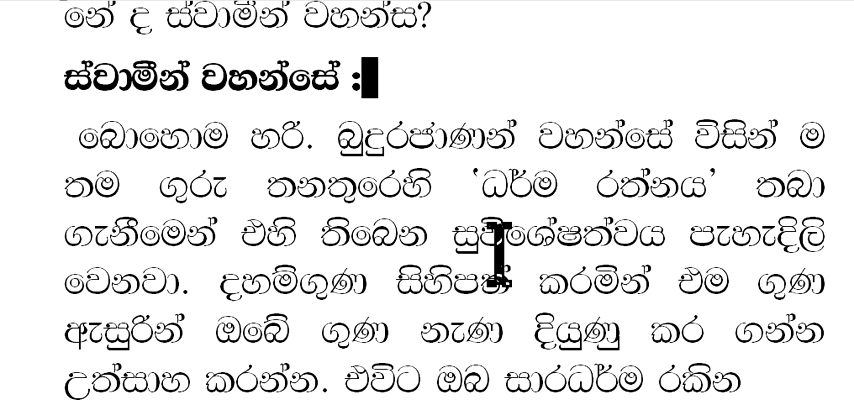 නේ ද ස්වාමීන් වහන්ස?
ස්වාමීන් වහන්සේ :
බොහොම හරි. බුදුරජාණන් වහන්සේ විසින් ම
තම ගුරු තනතුරෙහි ‘ධර්ම රත්නය’ තබා
ගැනීමෙන් එහි තිබෙන සුවිශේෂත්වය පැහැදිලි
වෙනවා. දහම්ගුණ සිහිපත් කරමින් එම ගුණ
ඇසුරින් ඔබේ ගුණ නැණ දියුණු කර ගන්න
උත්සාහ කරන්න. එවිට ඔබ සාරධර්ම රකින